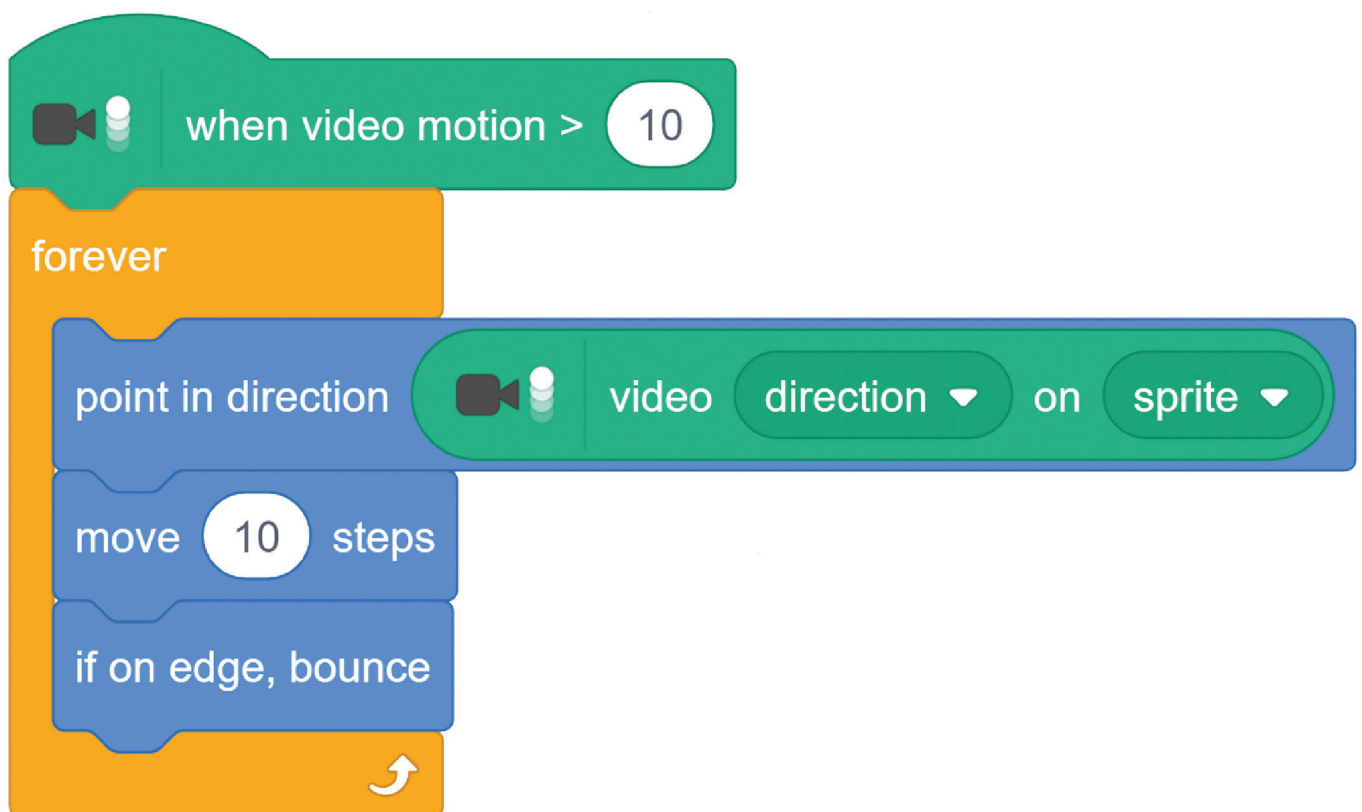 when video motion > 10
forever
point in direction video direction on sprite
move 10 steps
if on edge, bounce